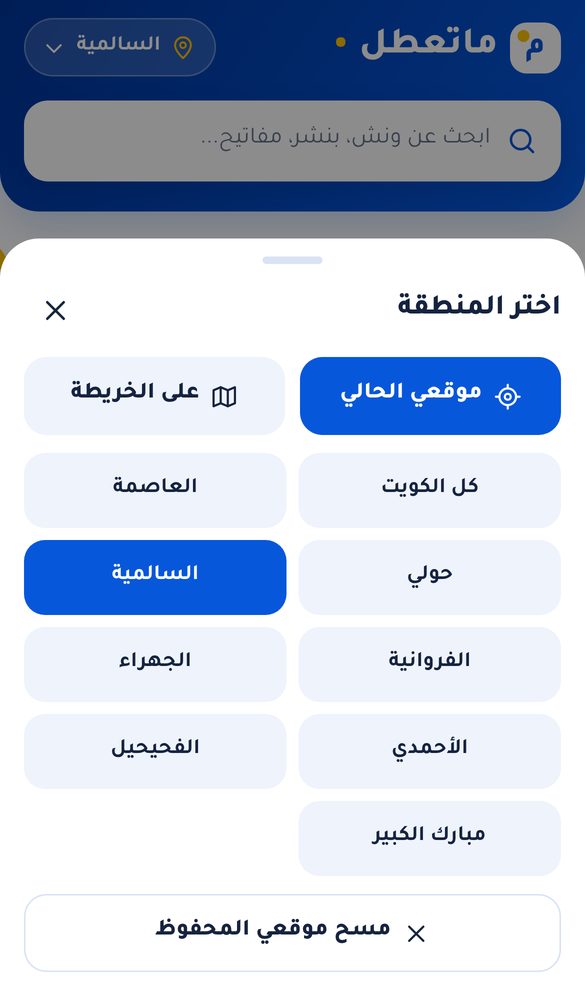 م ماتعطل
السالمية
ابحث عن ونش، بنشر، مفاتيح...
اختر المنطقة
موقعي الحالي
على الخريطة
كل الكويت
العاصمة
حولي
السالمية
الفروانية
الجهراء
الأحمدي
الفحيحيل
مبارك الكبير
مسح موقعي المحفوظ